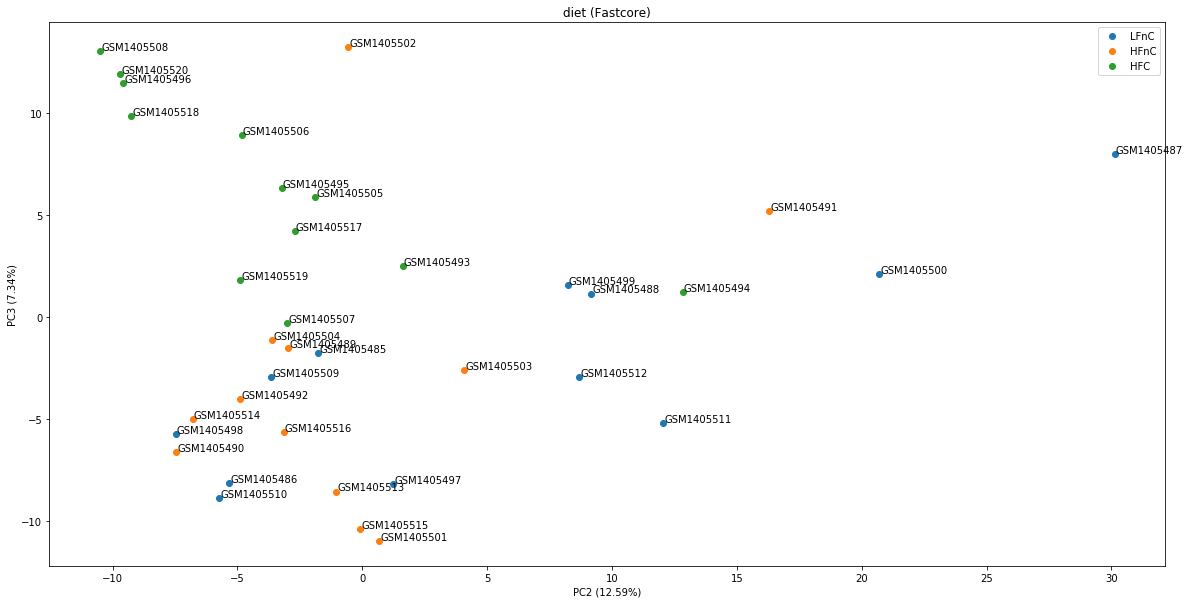 diet (Fastcore)
LFnC
HFnC
HFC
GSM1405502
GSM1405508
GSM1405520
GSM1405496
GSM1405518
GSM1405506
GSM1405487
GSM1405495
GSM1405505
GSM1405491
GSM1405517
GSM1405493
GSM1405519
GSM1405500
GSM1405499
GSM1405488
GSM1405494
GSM1405507
GSM1405504
GSM1405489
GSM1405485
GSM1405503
GSM1405509
GSM1405512
GSM1405492
GSM1405514
GSM1405511
GSM1405498
GSM1405516
GSM1405490
GSM1405486
GSM1405497
GSM1405513
GSM1405510
GSM1405515
GSM1405501
10
5
0
−5
−10
PC3 (7.34%)
−10 −5 0 5 10 15 20 25 30
PC2 (12.59%)